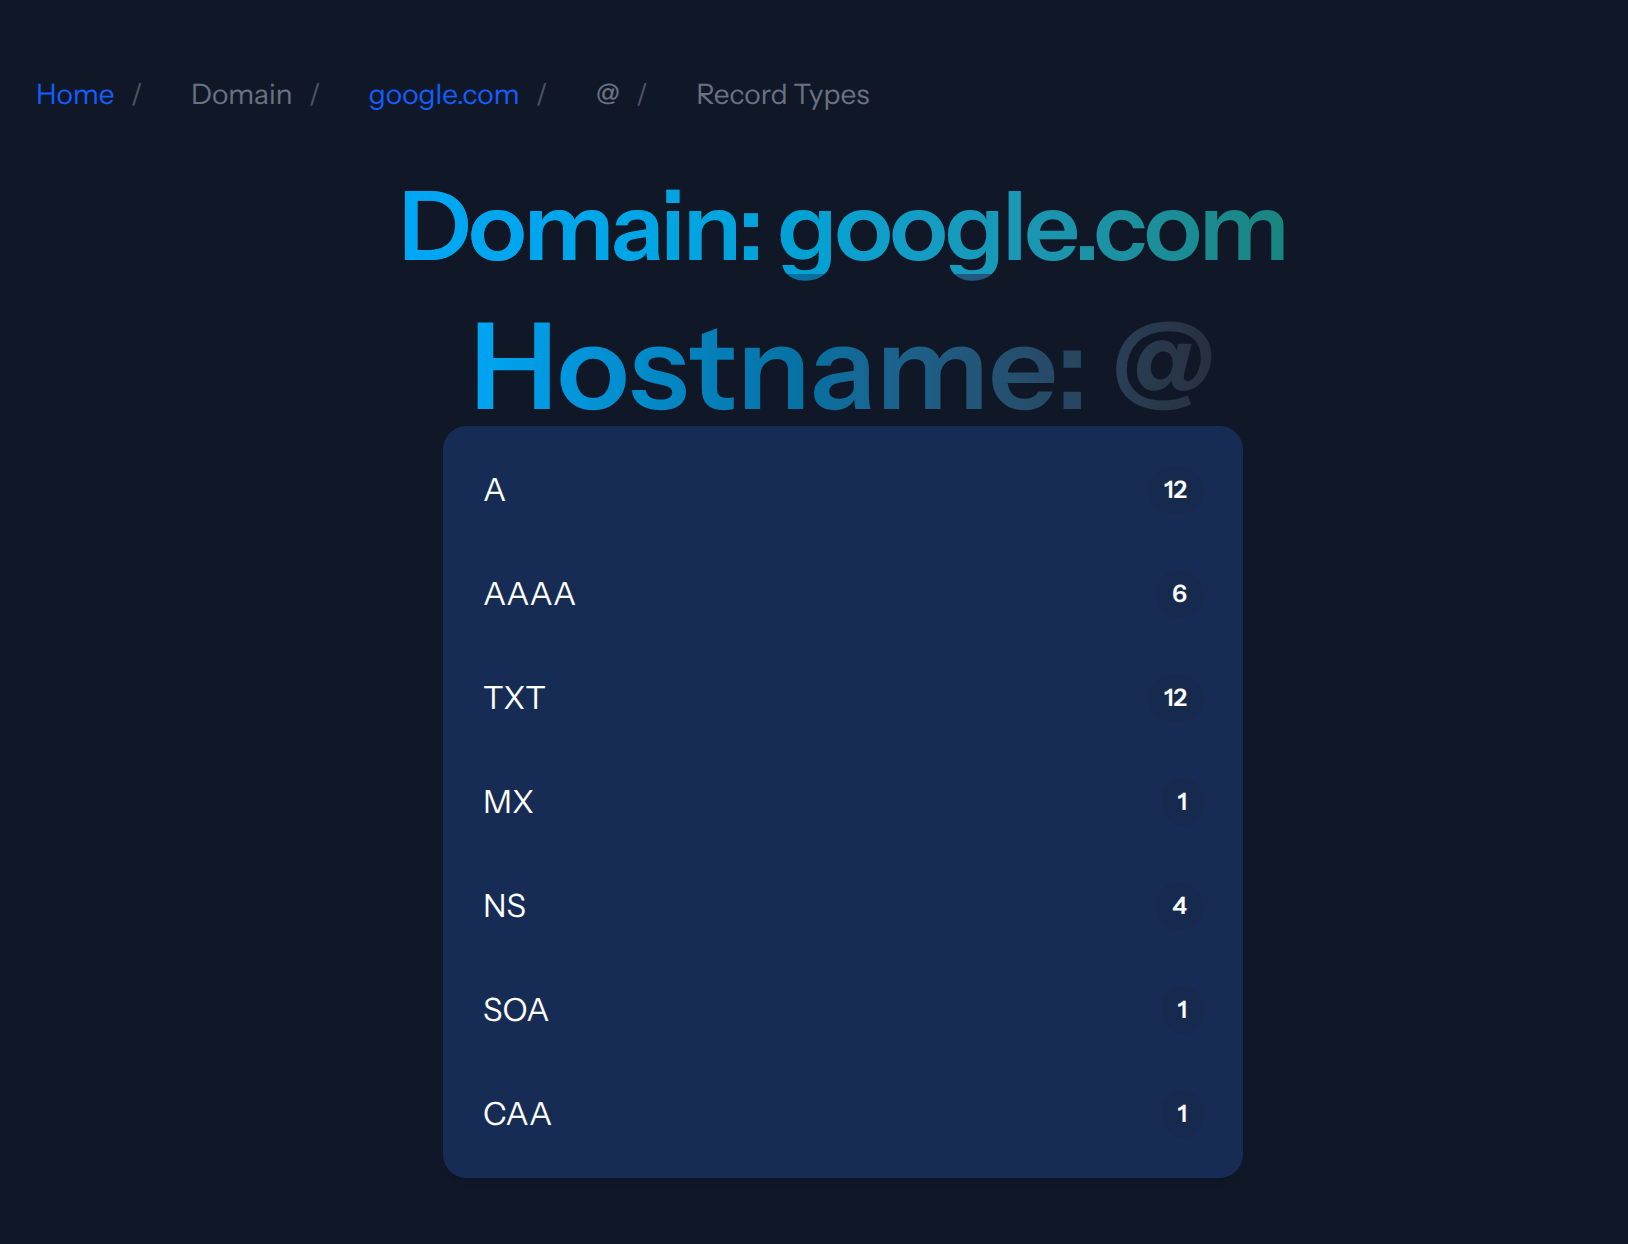 Home / Domain / google.com / @ / Record Types
Domain: google.com
Hostname: @
A 12
AAAA 6
TXT 12
MX 1
NS 4
SOA 1
CAA 1